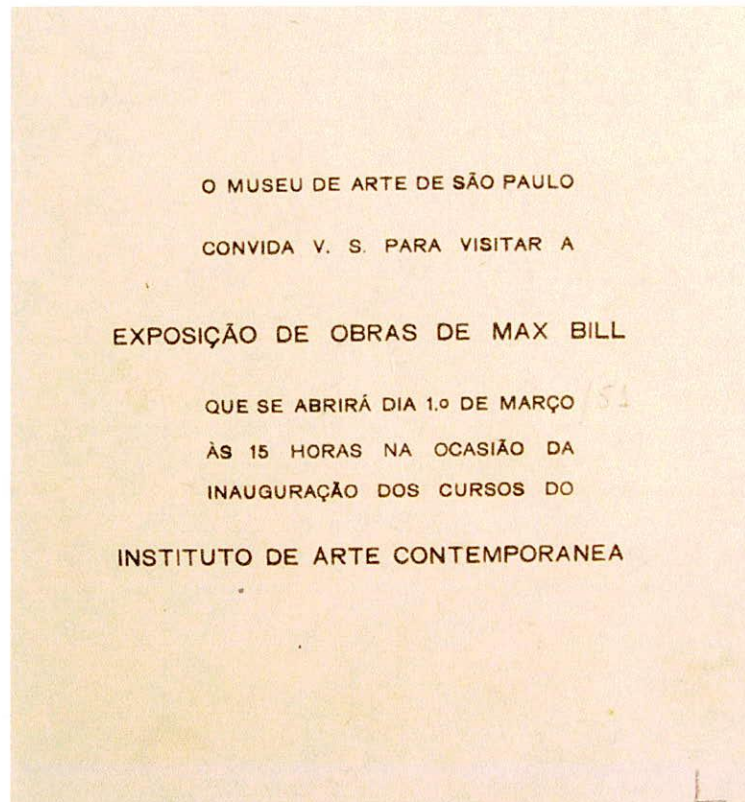 O MUSEU DE ARTE DE SÃO PAULO
CONVIDA V. S. PARA VISITAR A
EXPOSIÇÃO DE OBRAS DE MAX BILL
QUE SE ABRIRÁ DIA 1.º DE MARÇO /51
ÀS 15 HORAS NA OCASIÃO DA
INAUGURAÇÃO DOS CURSOS DO
INSTITUTO DE ARTE CONTEMPORANEA